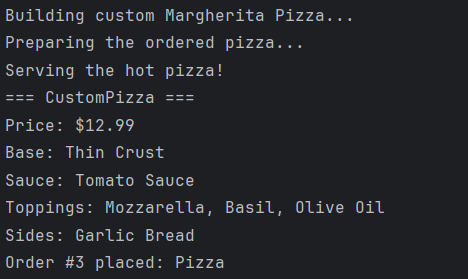 Building custom Margherita Pizza...
Preparing the ordered pizza...
Serving the hot pizza!
=== CustomPizza ===
Price: $12.99
Base: Thin Crust
Sauce: Tomato Sauce
Toppings: Mozzarella, Basil, Olive Oil
Sides: Garlic Bread
Order #3 placed: Pizza